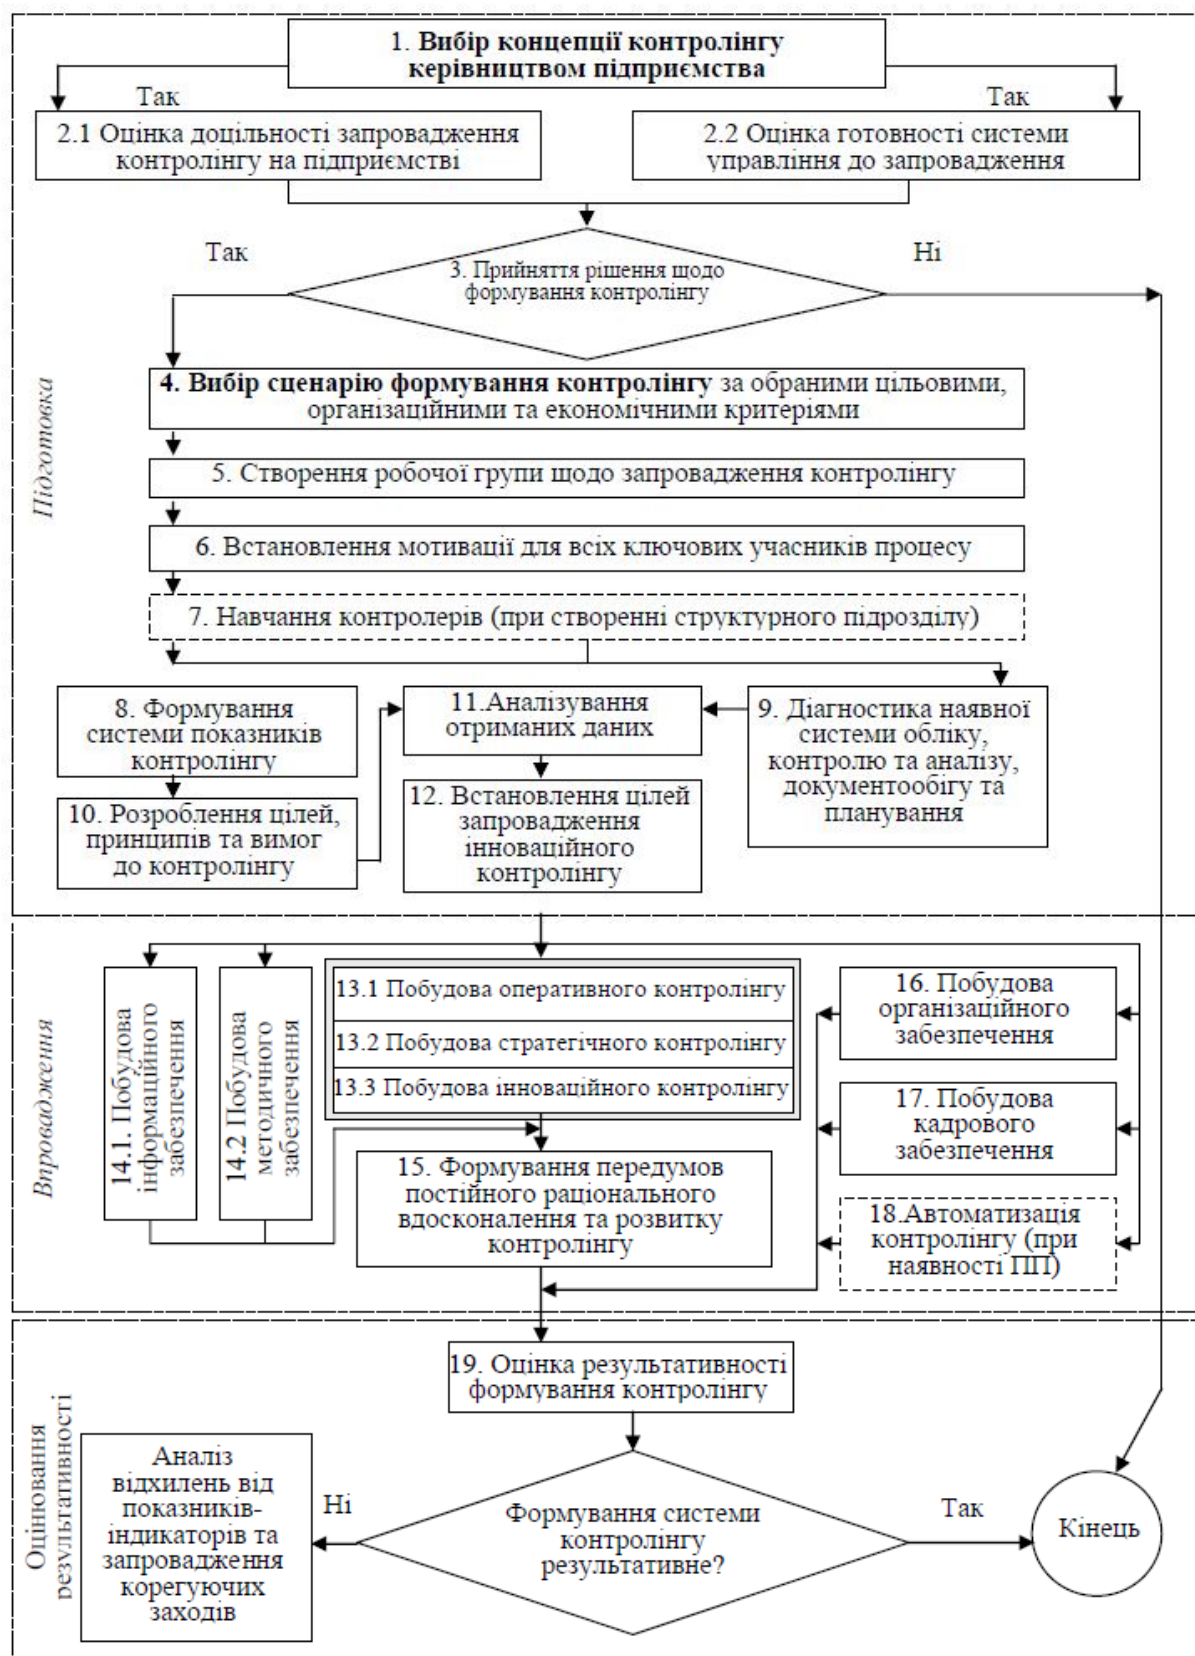 1. Вибір концепції контролінгу
керівництвом підприємства
Так
Так
2.1 Оцінка доцільності запровадження
контролінгу на підприємстві
2.2 Оцінка готовності системи
управління до запровадження
Так
Ні
3. Прийняття рішення щодо
формування контролінгу
Підготовка
4. Вибір сценарію формування контролінгу за обраними цільовими,
організаційними та економічними критеріями
5. Створення робочої групи щодо запровадження контролінгу
6. Встановлення мотивації для всіх ключових учасників процесу
7. Навчання контролерів (при створенні структурного підрозділу)
8. Формування
системи показників
контролінгу
11.Аналізування
отриманих даних
9. Діагностика наявної
системи обліку,
контролю та аналізу,
документообігу та
планування
10. Розроблення цілей,
принципів та вимог
до контролінгу
12. Встановлення цілей
запровадження
інноваційного
контролінгу
Впровадження
14.1. Побудова
інформаційного
забезпечення
14.2 Побудова
методичного
забезпечення
13.1 Побудова оперативного контролінгу
13.2 Побудова стратегічного контролінгу
13.3 Побудова інноваційного контролінгу
16. Побудова
організаційного
забезпечення
17. Побудова
кадрового
забезпечення
15. Формування передумов
постійного раціонального
вдосконалення та розвитку
контролінгу
18.Автоматизація
контролінгу (при
наявності ПП)
Оцінювання
результативності
19. Оцінка результативності
формування контролінгу
Аналіз
відхилень від
показників-
індикаторів та
запровадження
корегуючих
заходів
Ні
Формування системи
контролінгу
результативне?
Так
Кінець